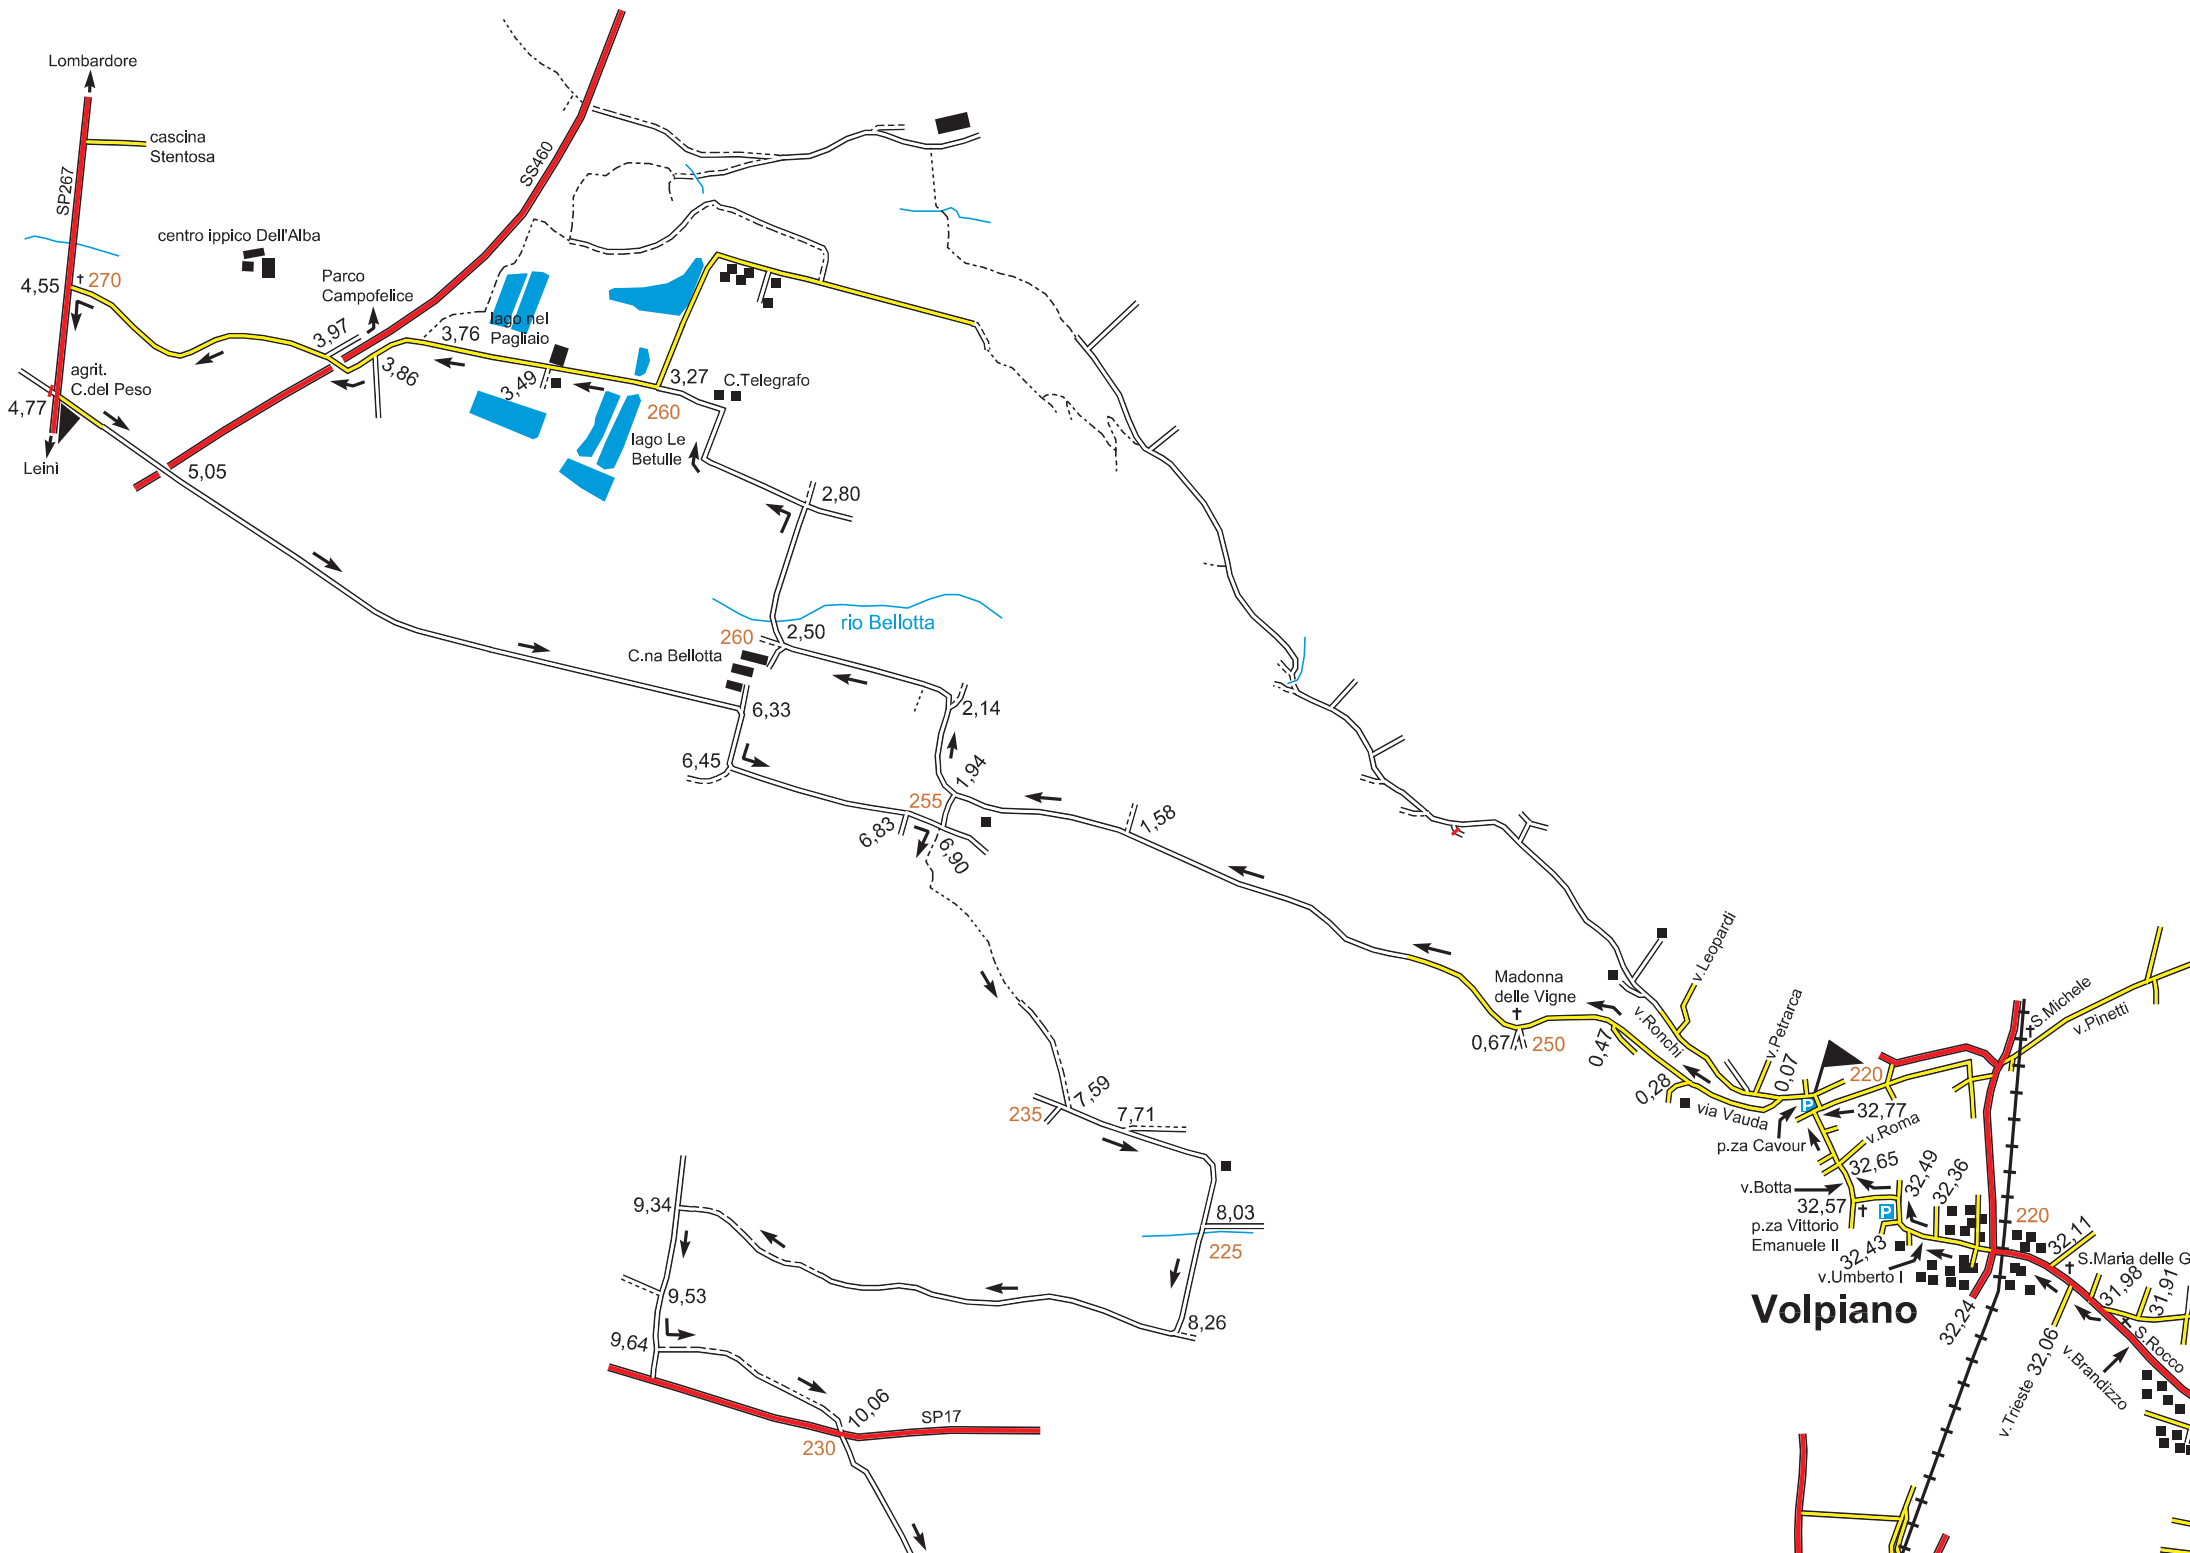 Lombardore
cascina
Stentosa
SP267
SS460
centro ippico Dell'Alba
Parco
Campofelice
4,55
270
3,97
3,76
lago nel
Pagliaio
3,86
agrit.
C.del Peso
3,49
3,27
C.Telegrafo
4,77
260
lago Le
Betulle
Leinì
5,05
2,80
rio Bellotta
260
2,50
C.na Bellotta
6,33
2,14
6,45
1,94
255
6,83
6,90
1,58
v.Leopardi
Madonna
delle Vigne
0,67
250
0,47
v.Ronchi
v.Petrarca
S.Michele
v.Pinetti
0,28
0,07
220
via Vauda
P
32,77
p.za Cavour
v.Roma
7,59
235
7,71
32,65
32,49
32,36
v.Botta
32,57
P
p.za Vittorio
Emanuele II
9,34
8,03
225
220
32,43
32,11
v.Umberto I
S.Maria delle G
31,98
31,91
9,53
Volpiano
8,26
32,24
9,64
v.Trieste 32,06
S.Rocco
v.Brandizzo
10,06
SP17
230